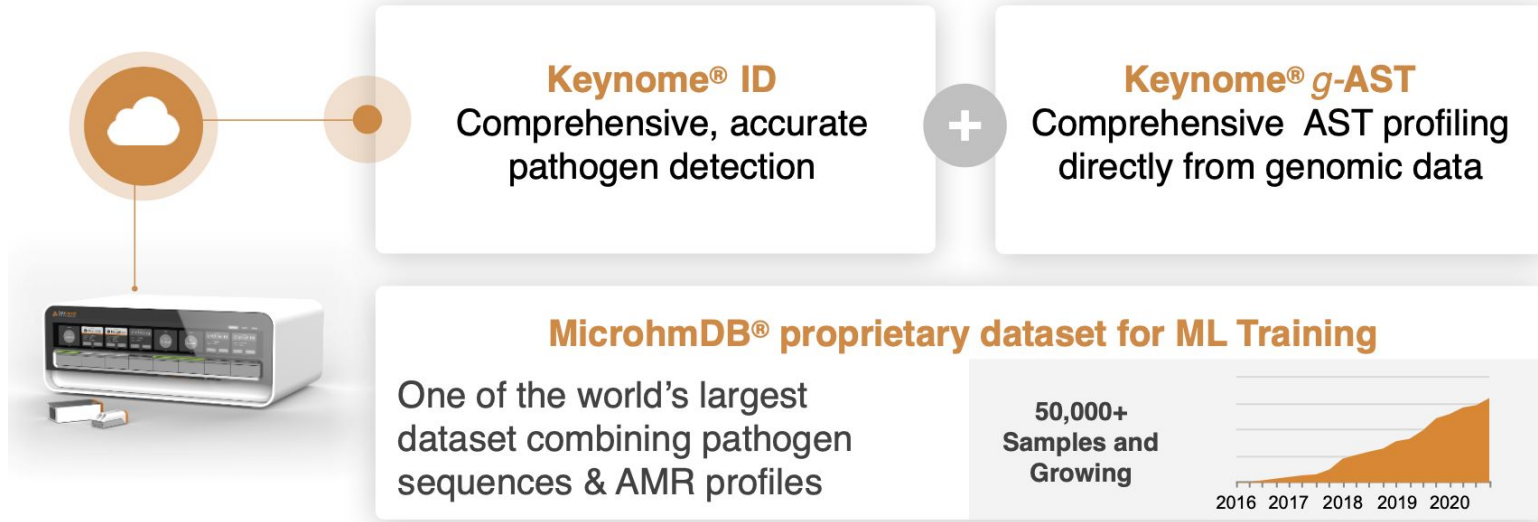 Keynome® ID
Comprehensive, accurate
pathogen detection
+
Keynome® g-AST
Comprehensive AST profiling
directly from genomic data
MicrohmDB® proprietary dataset for ML Training
One of the world's largest
dataset combining pathogen
sequences & AMR profiles
50,000+
Samples and
Growing
2016 2017 2018 2019 2020